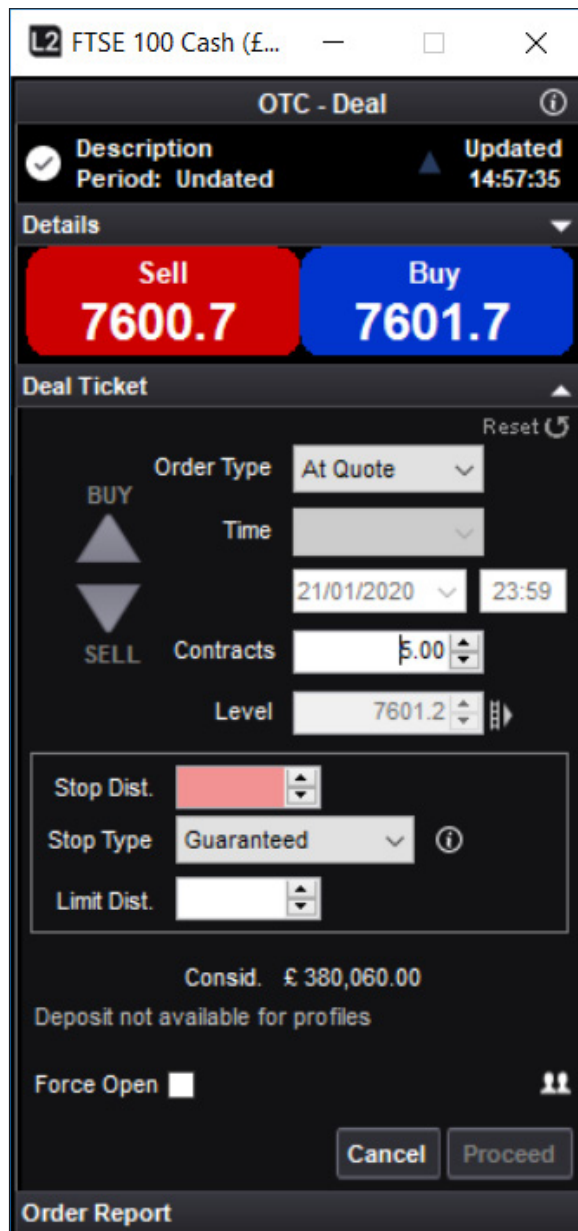 L2 FTSE 100 Cash (£...
OTC - Deal
Description Updated
Period: Undated 14:57:35
Details
Sell Buy
7600.7 7601.7
Deal Ticket
Reset
Order Type At Quote
BUY
Time
21/01/2020 23:59
SELL Contracts 5.00
Level 7601.2
Stop Dist.
Stop Type Guaranteed
Limit Dist.
Consid. £ 380,060.00
Deposit not available for profiles
Force Open
Cancel Proceed
Order Report